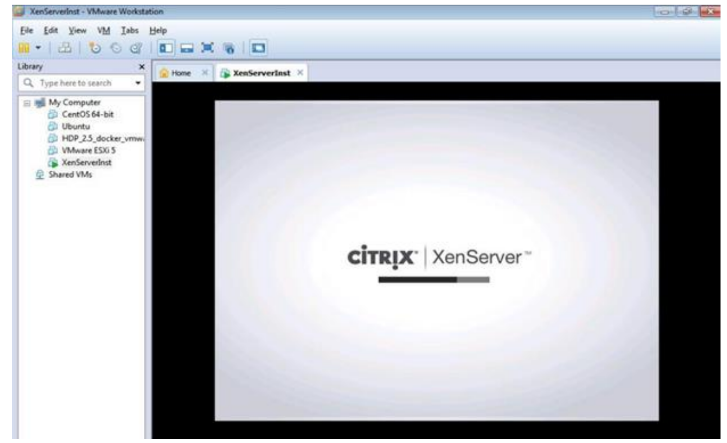 XenServerInst - VMware Workstation
File Edit View VM Tabs Help
Library
Home
XenServerInst
Type here to search
My Computer
CentOS 64-bit
Ubuntu
HDP_2.5_docker_vmw
VMware ESXi 5
XenServerInst
Shared VMs
CITRIX® XenServer™